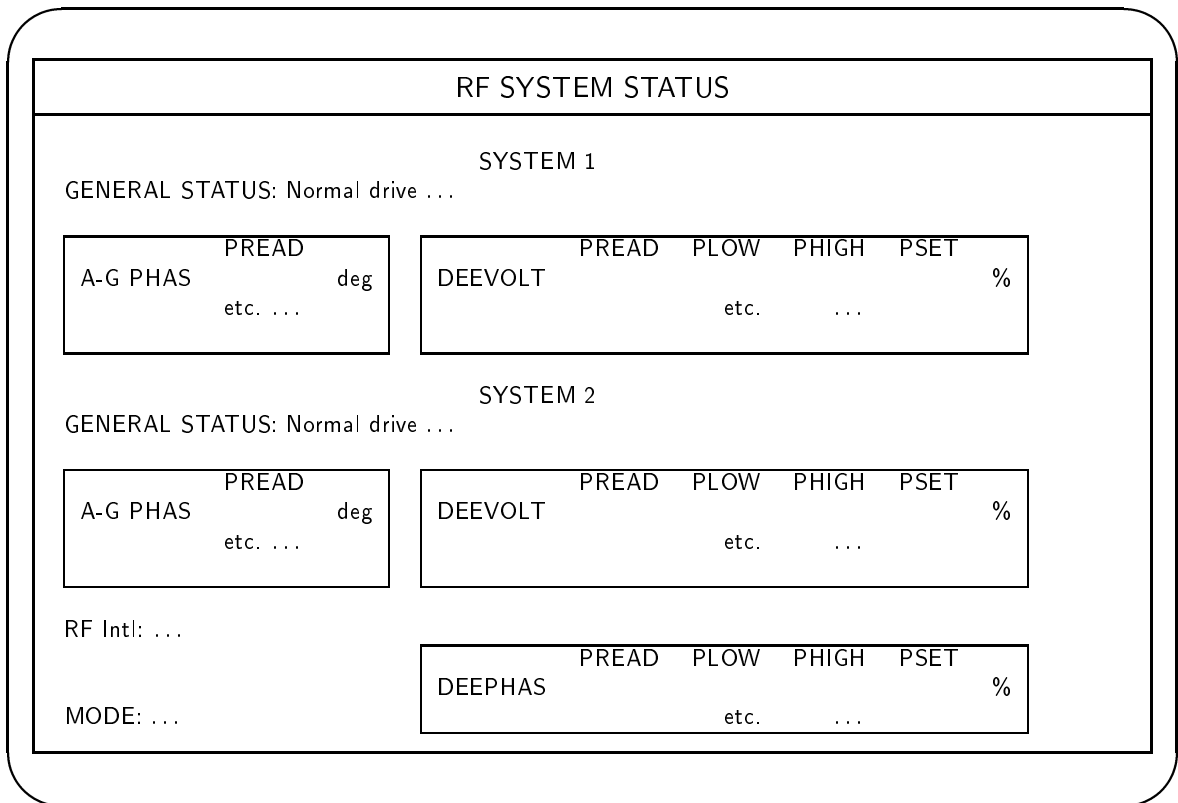 RF SYSTEM STATUS
SYSTEM 1
GENERAL STATUS: Normal drive ...
PREAD
A-G PHAS deg
etc. ...
PREAD PLOW PHIGH PSET
DEEVOLT %
etc. ...
SYSTEM 2
GENERAL STATUS: Normal drive ...
PREAD
A-G PHAS deg
etc. ...
PREAD PLOW PHIGH PSET
DEEVOLT %
etc. ...
RF Intl: ...
MODE: ...
PREAD PLOW PHIGH PSET
DEEPHAS %
etc. ...